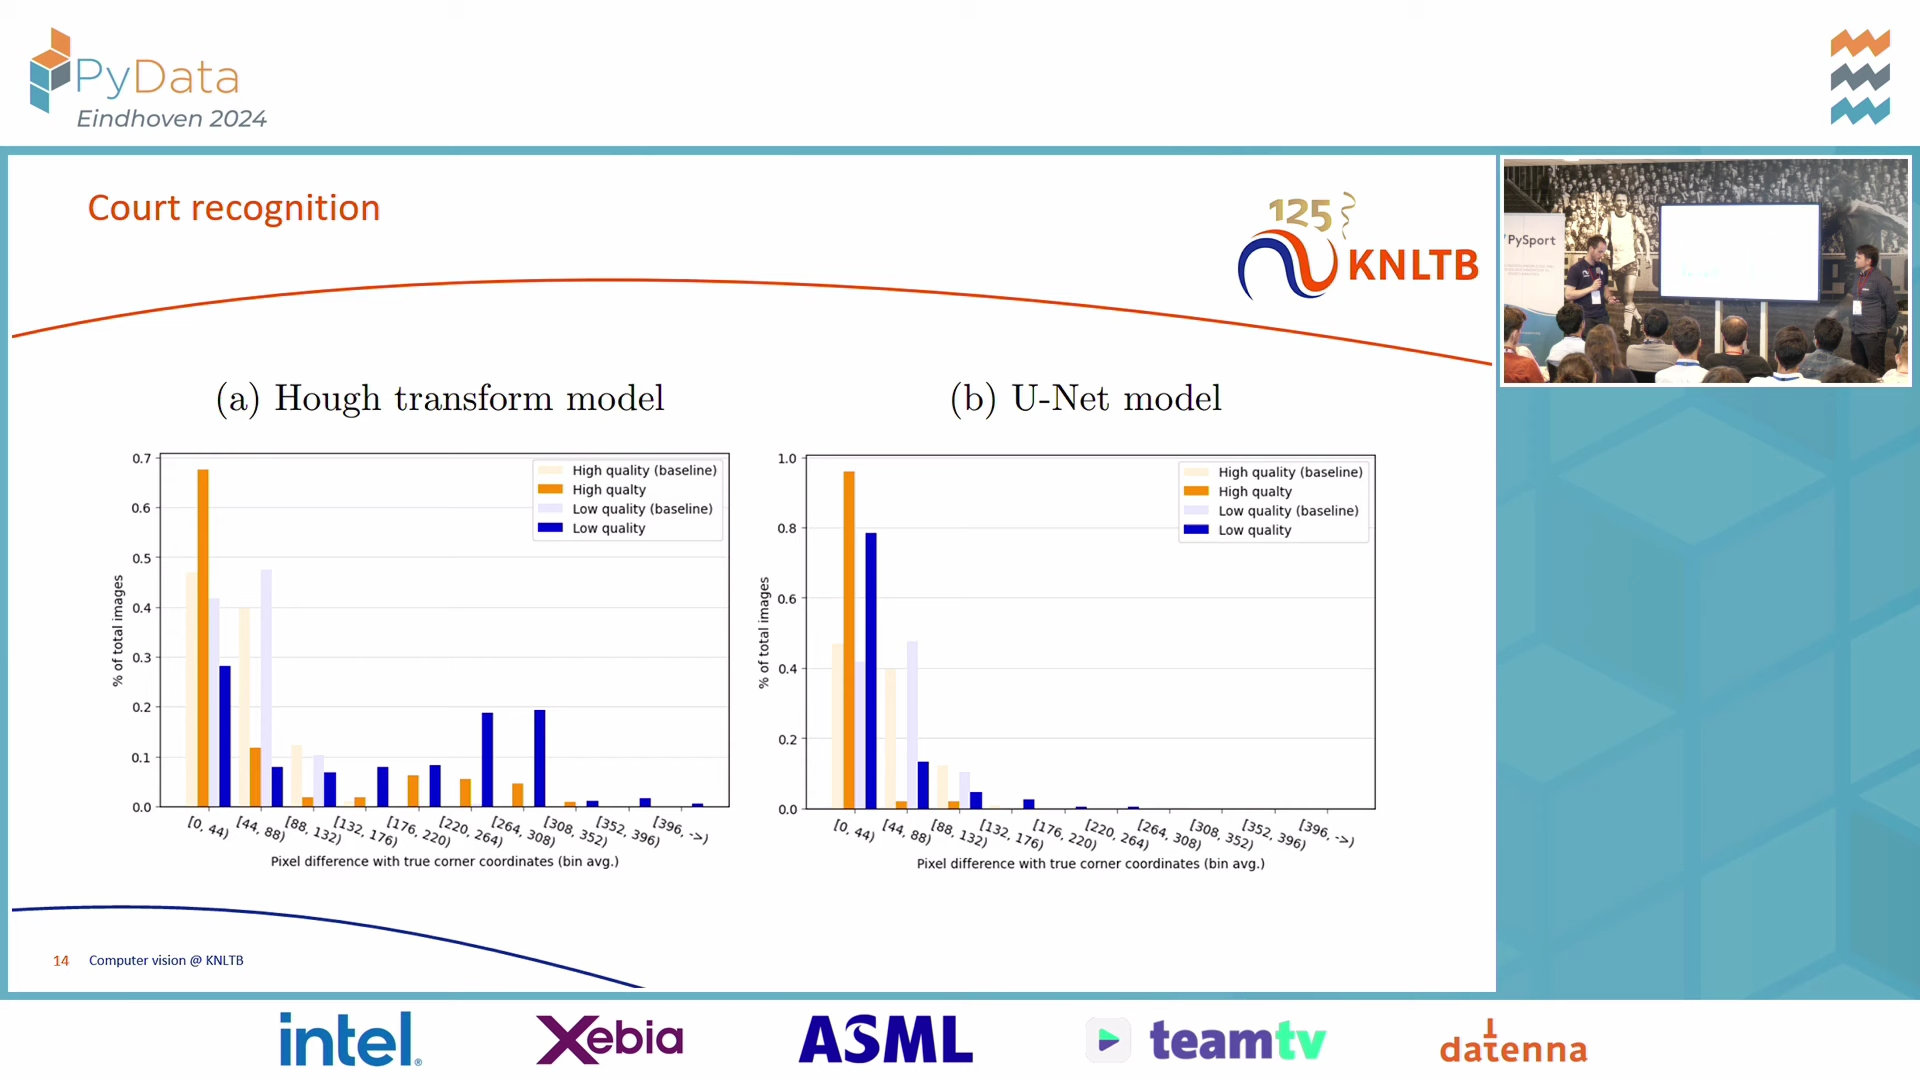 PyData
Eindhoven 2024
Court recognition
125
KNLTB
PySport
(a) Hough transform model
(b) U-Net model
0.7
0.6
0.5
0.4
0.3
0.2
0.1
0.0
% of total images
High quality (baseline)
High qualty
Low quality (baseline)
Low quality
[0, 44)
[44, 88)
[88, 132)
[132, 176)
[176, 220)
[220, 264)
[264, 308)
[308, 352)
[352, 396)
[396, ->)
Pixel difference with true corner coordinates (bin avg.)
1.0
0.8
0.6
0.4
0.2
0.0
% of total images
High quality (baseline)
High qualty
Low quality (baseline)
Low quality
[0, 44)
[44, 88)
[88, 132)
[132, 176)
[176, 220)
[220, 264)
[264, 308)
[308, 352)
[352, 396)
[396, ->)
Pixel difference with true corner coordinates (bin avg.)
14 Computer vision @ KNLTB
intel.
Xebia
ASML
teamtv
datenna